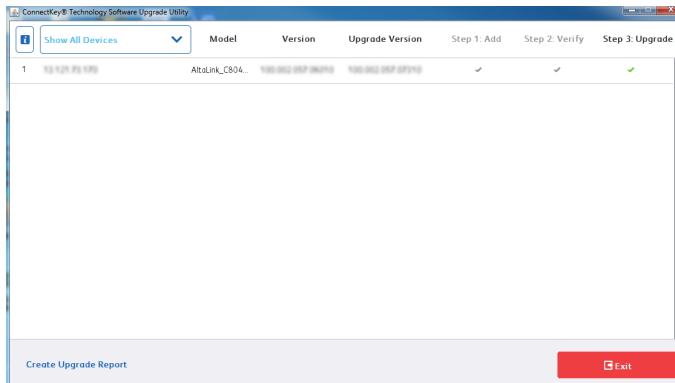 ConnectKey® Technology Software Upgrade Utility
Show All Devices Model Version Upgrade Version Step 1: Add Step 2: Verify Step 3: Upgrade
1 AltaLink_C804...
Create Upgrade Report Exit